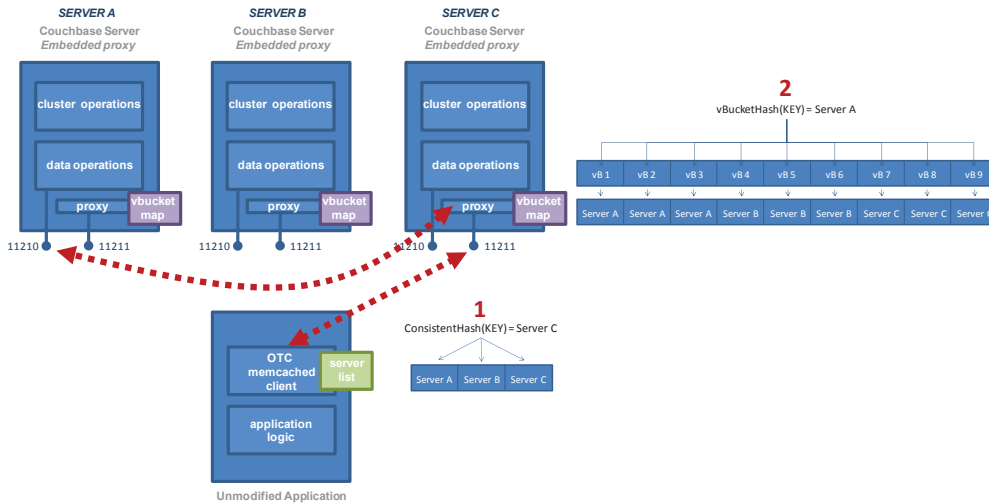 SERVER A
Couchbase Server
Embedded proxy
cluster operations
data operations
proxy
vbucket
map
11210
11211
SERVER B
Couchbase Server
Embedded proxy
cluster operations
data operations
proxy
vbucket
map
11210
11211
SERVER C
Couchbase Server
Embedded proxy
cluster operations
data operations
proxy
vbucket
map
11210
11211
2
vBucketHash(KEY) = Server A
vB 1 vB 2 vB 3 vB 4 vB 5 vB 6 vB 7 vB 8 vB 9
Server A Server A Server A Server B Server B Server B Server C Server C Server C
1
ConsistentHash(KEY) = Server C
Server A Server B Server C
OTC
memcached
client
server
list
application
logic
Unmodified Application